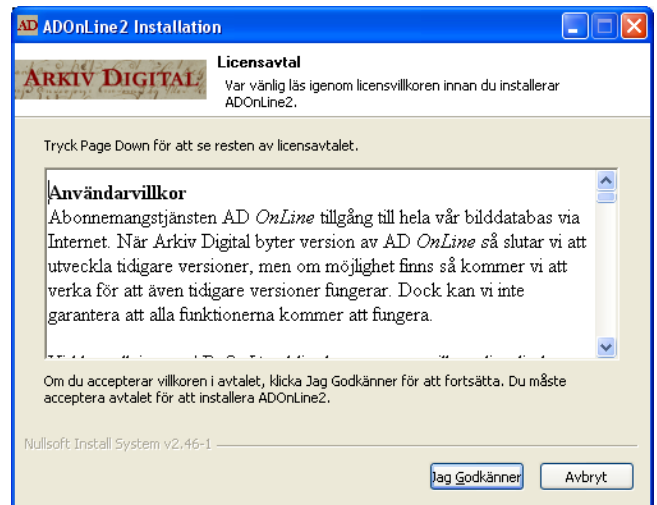 AD ADOnLine2 Installation
ARKIV DIGITAL
Licensavtal
Var vänlig läs igenom licensvillkoren innan du installerar
ADOnLine2.
Tryck Page Down för att se resten av licensavtalet.
Användarvillkor
Abonnemangstjänsten AD OnLine tillgång till hela vår bilddatabas via
Internet. När Arkiv Digital byter version av AD OnLine så slutar vi att
utveckla tidigare versioner, men om möjlighet finns så kommer vi att
verka för att även tidigare versioner fungerar. Dock kan vi inte
garantera att alla funktionerna kommer att fungera.
Om du accepterar villkoren i avtalet, klicka Jag Godkänner för att fortsätta. Du måste
acceptera avtalet för att installera ADOnLine2.
Nullsoft Install System v2.46-1
Jag Godkänner
Avbryt